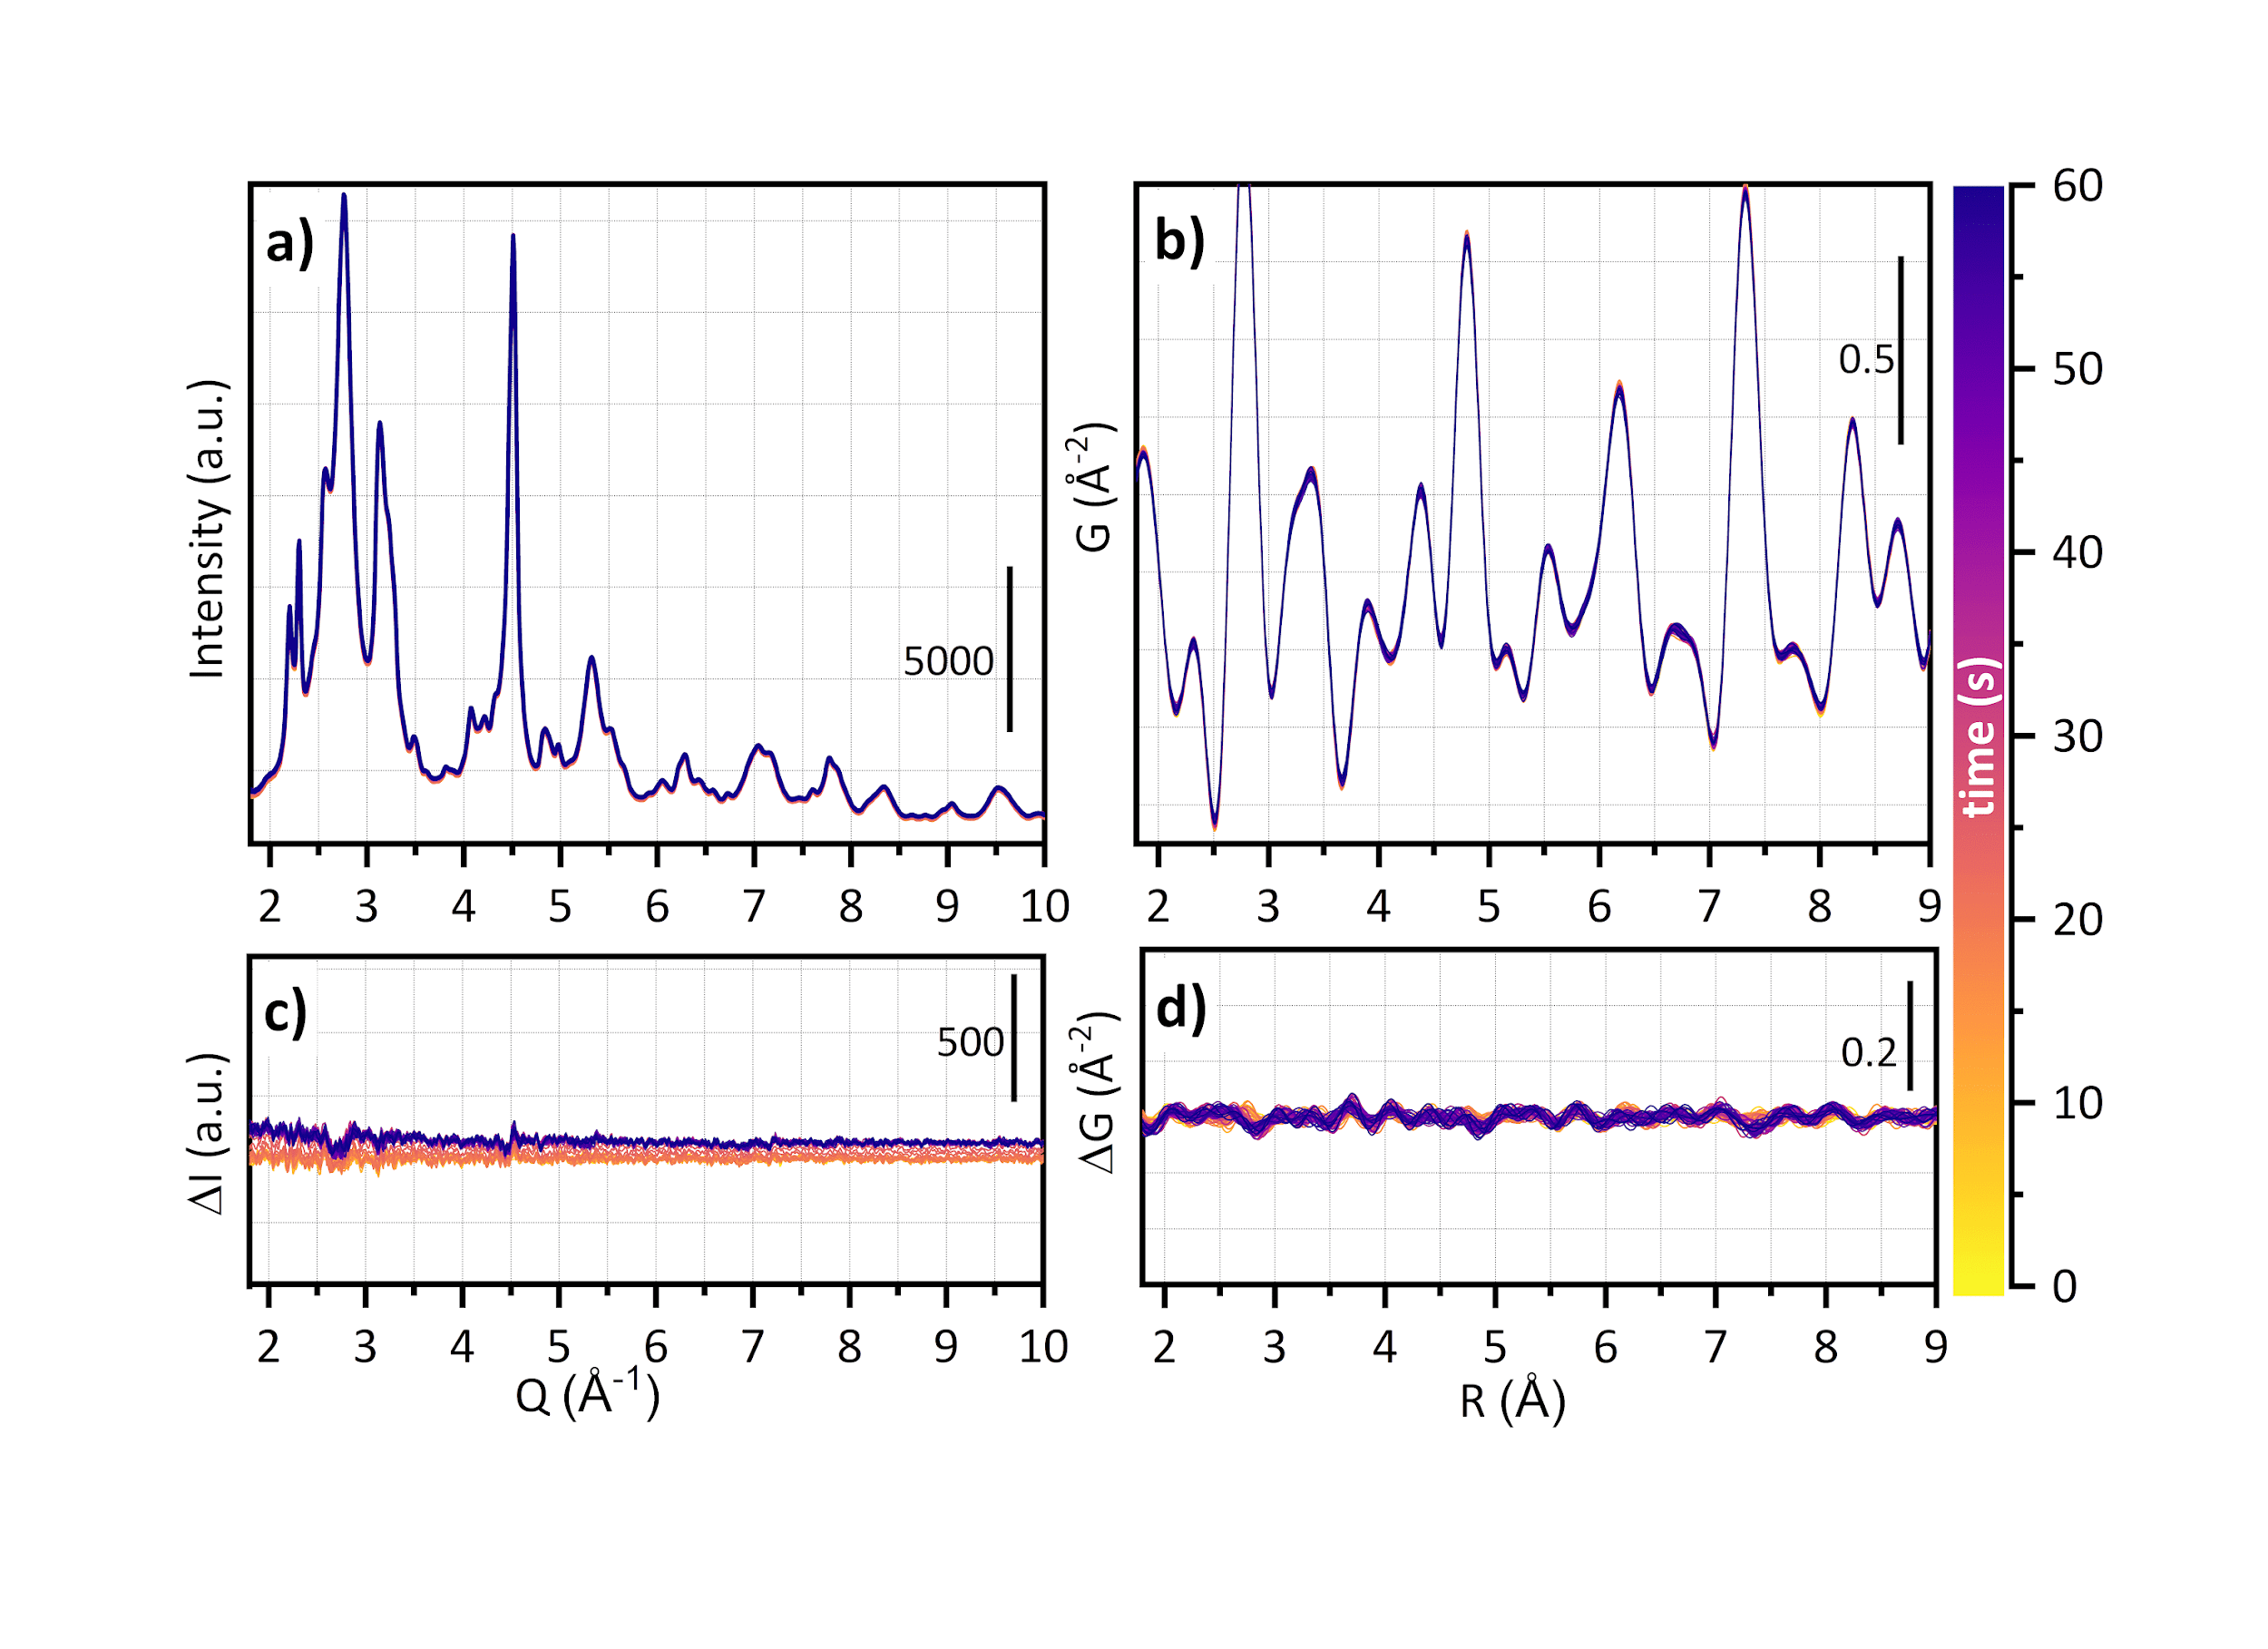 a)
Intensity (a.u.)
5000
2 3 4 5 6 7 8 9 10
b)
G (Å⁻²)
0.5
2 3 4 5 6 7 8 9
60
50
40
30
20
10
0
time (s)
c)
ΔI (a.u.)
500
2 3 4 5 6 7 8 9 10
Q (Å⁻¹)
d)
ΔG (Å⁻²)
0.2
2 3 4 5 6 7 8 9
R (Å)